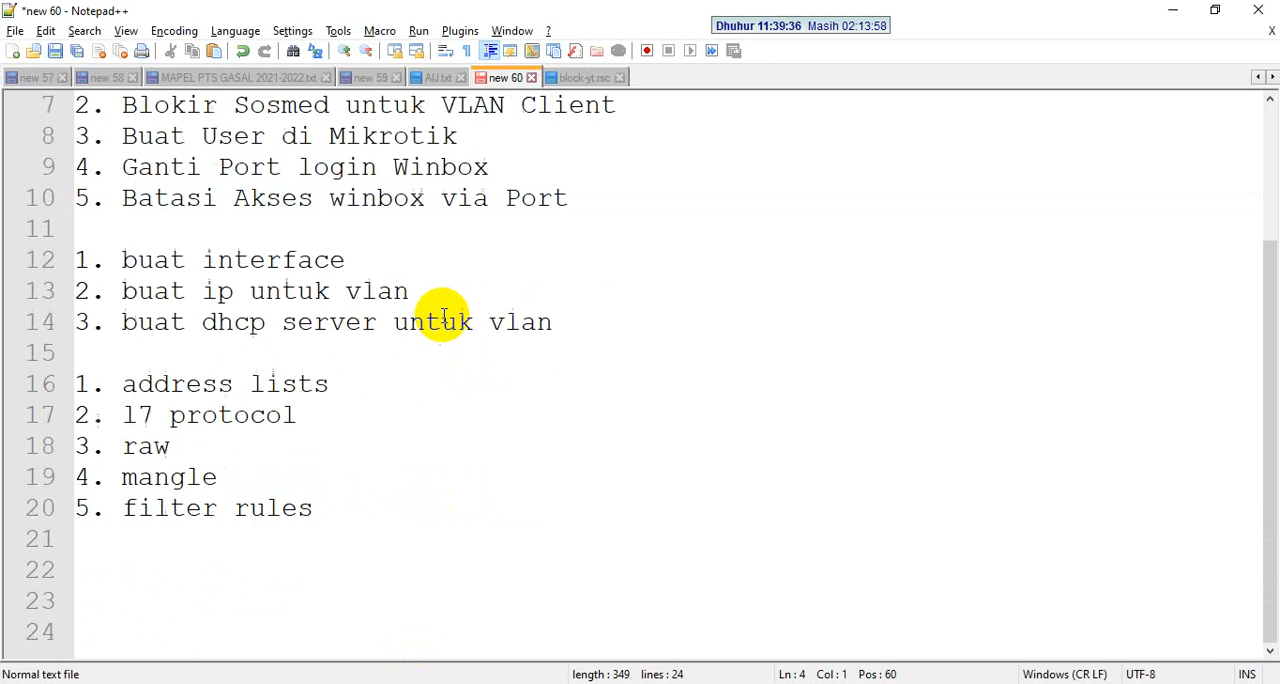 *new 60 - Notepad++
Dhuhur 11:39:36 Masih 02:13:58
File Edit Search View Encoding Language Settings Tools Macro Run Plugins Window ? X
new 57 new 58 MAPEL PTS GASAL 2021-2022.txt new 59 AIJ.txt new 60 block-yt.rsc
7 2. Blokir Sosmed untuk VLAN Client
8 3. Buat User di Mikrotik
9 4. Ganti Port login Winbox
10 5. Batasi Akses winbox via Port
11
12 1. buat interface
13 2. buat ip untuk vlan
14 3. buat dhcp server untuk vlan
15
16 1. address lists
17 2. l7 protocol
18 3. raw
19 4. mangle
20 5. filter rules
21
22
23
24
Normal text file length : 349 lines : 24 Ln : 4 Col : 1 Pos : 60 Windows (CR LF) UTF-8 INS